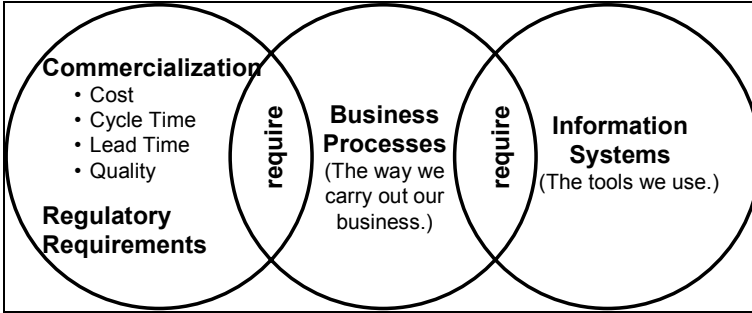 Commercialization
• Cost
• Cycle Time
• Lead Time
• Quality
Regulatory
Requirements
require
Business
Processes
(The way we
carry out our
business.)
require
Information
Systems
(The tools we use.)